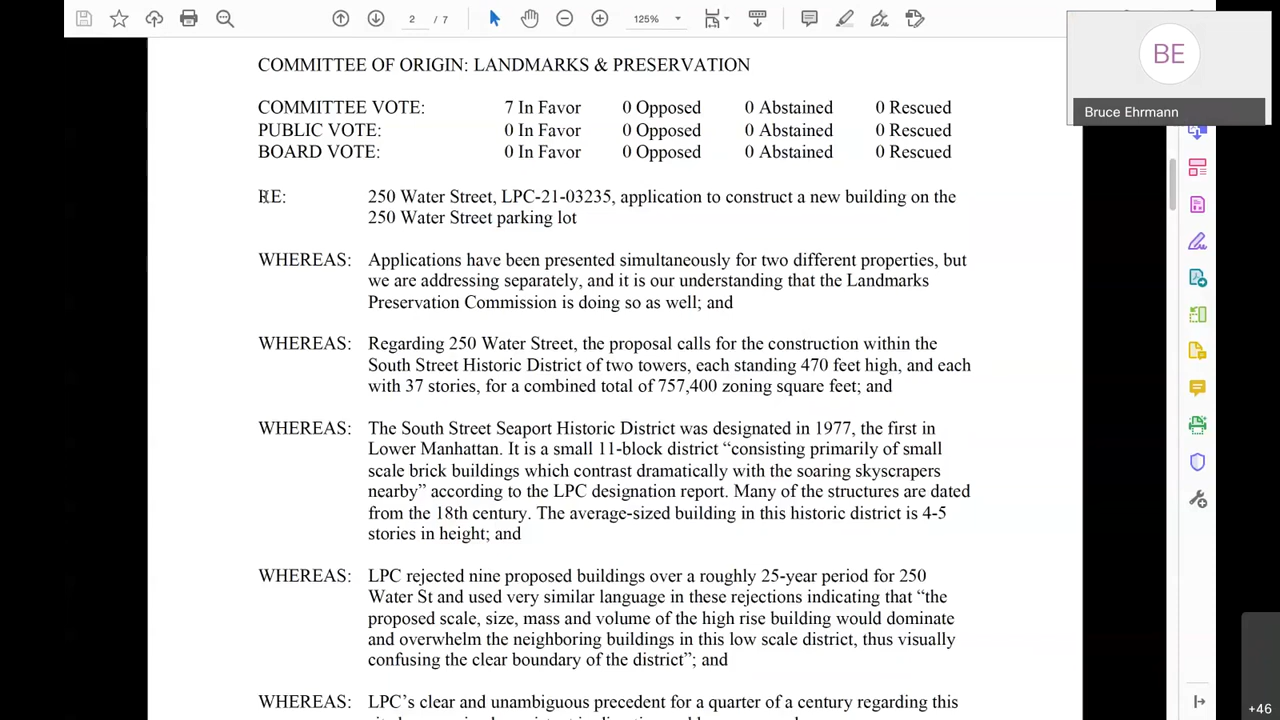 2 / 7
125%
BE
Bruce Ehrmann
COMMITTEE OF ORIGIN: LANDMARKS & PRESERVATION
COMMITTEE VOTE: 7 In Favor 0 Opposed 0 Abstained 0 Rescued
PUBLIC VOTE: 0 In Favor 0 Opposed 0 Abstained 0 Rescued
BOARD VOTE: 0 In Favor 0 Opposed 0 Abstained 0 Rescued
RE: 250 Water Street, LPC-21-03235, application to construct a new building on the
250 Water Street parking lot
WHEREAS: Applications have been presented simultaneously for two different properties, but
we are addressing separately, and it is our understanding that the Landmarks
Preservation Commission is doing so as well; and
WHEREAS: Regarding 250 Water Street, the proposal calls for the construction within the
South Street Historic District of two towers, each standing 470 feet high, and each
with 37 stories, for a combined total of 757,400 zoning square feet; and
WHEREAS: The South Street Seaport Historic District was designated in 1977, the first in
Lower Manhattan. It is a small 11-block district “consisting primarily of small
scale brick buildings which contrast dramatically with the soaring skyscrapers
nearby” according to the LPC designation report. Many of the structures are dated
from the 18th century. The average-sized building in this historic district is 4-5
stories in height; and
WHEREAS: LPC rejected nine proposed buildings over a roughly 25-year period for 250
Water St and used very similar language in these rejections indicating that “the
proposed scale, size, mass and volume of the high rise building would dominate
and overwhelm the neighboring buildings in this low scale district, thus visually
confusing the clear boundary of the district”; and
WHEREAS: LPC’s clear and unambiguous precedent for a quarter of a century regarding this
+46